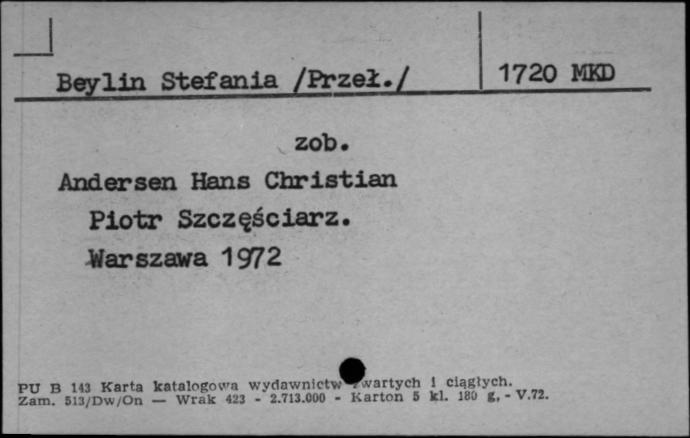 Beylin Stefania /Przeł./ 1720 MKD
zob.
Andersen Hans Christian
Piotr Szczęściarz.
Warszawa 1972
PU B 143 Karta katalogowa wydawnictw zwartych i ciągłych.
Zam. 513/Dw/On — Wrak 423 - 2.713.000 - Karton 5 kl. 180 g. - V.72.